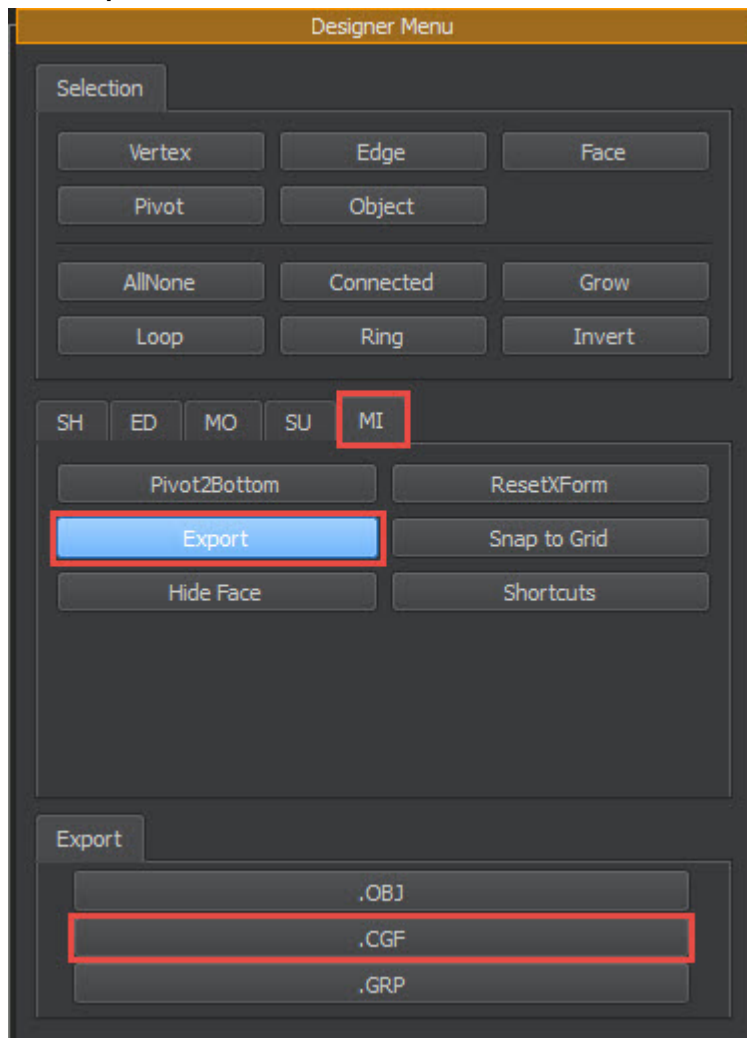 Designer Menu
Selection
Vertex Edge Face
Pivot Object
AllNone Connected Grow
Loop Ring Invert
SH ED MO SU MI
Pivot2Bottom ResetXForm
Export Snap to Grid
Hide Face Shortcuts
Export
.OBJ
.CGF
.GRP